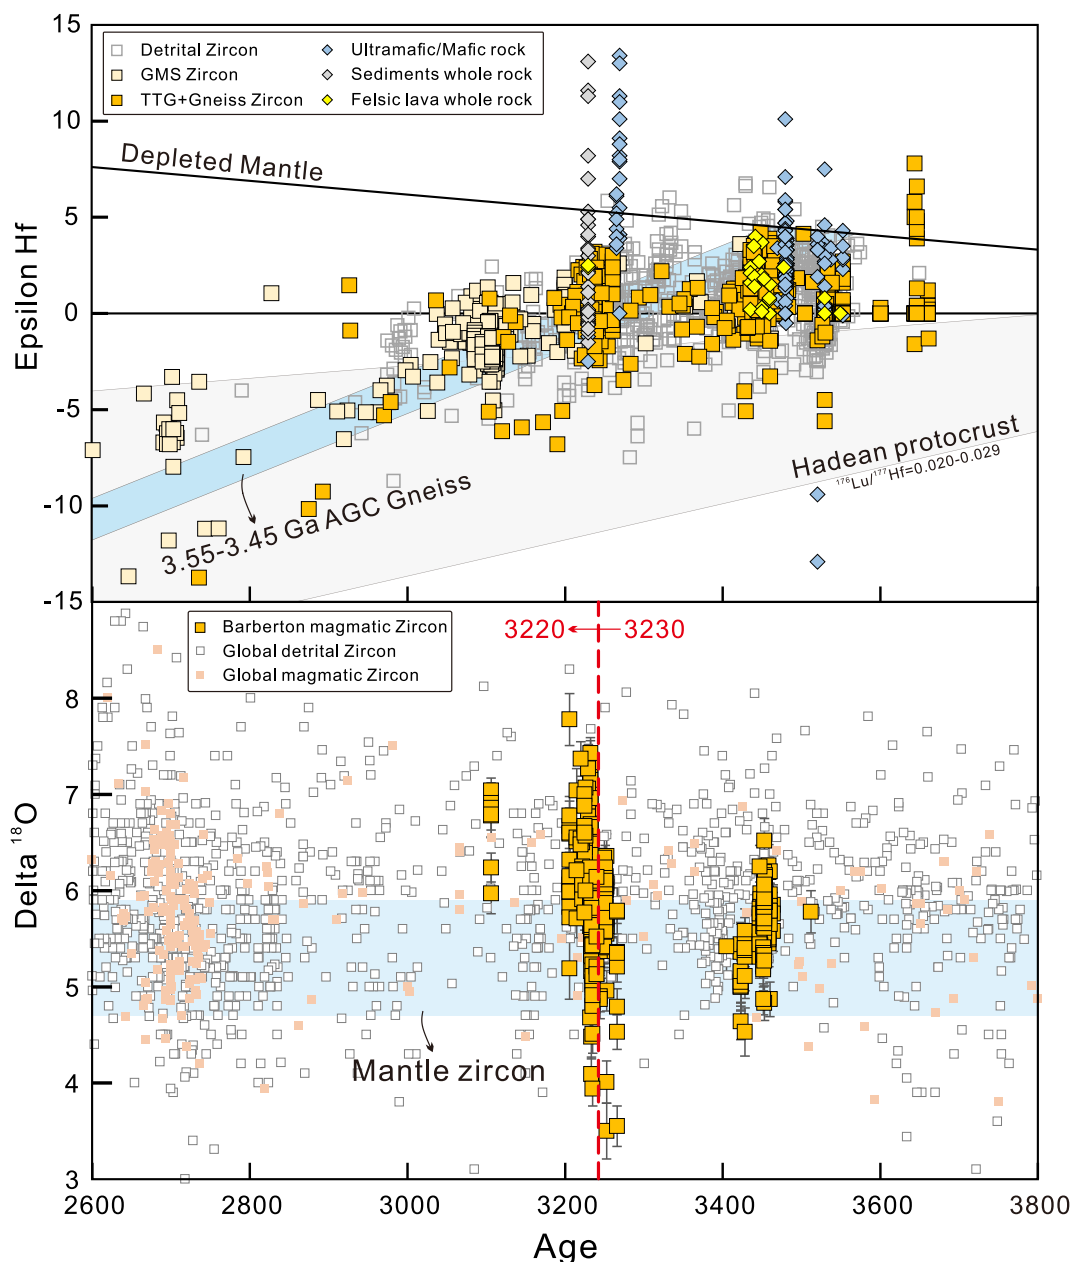 15
10
5
0
-5
-10
-15
Epsilon Hf
Detrital Zircon
GMS Zircon
TTG+Gneiss Zircon
Ultramafic/Mafic rock
Sediments whole rock
Felsic lava whole rock
Depleted Mantle
Hadean protocrust
¹⁷⁶Lu/¹⁷⁷Hf=0.020-0.029
3.55-3.45 Ga AGC Gneiss
8
7
6
5
4
3
Delta ¹⁸O
Barberton magmatic Zircon
Global detrital Zircon
Global magmatic Zircon
3220
3230
Mantle zircon
2600 2800 3000 3200 3400 3600 3800
Age